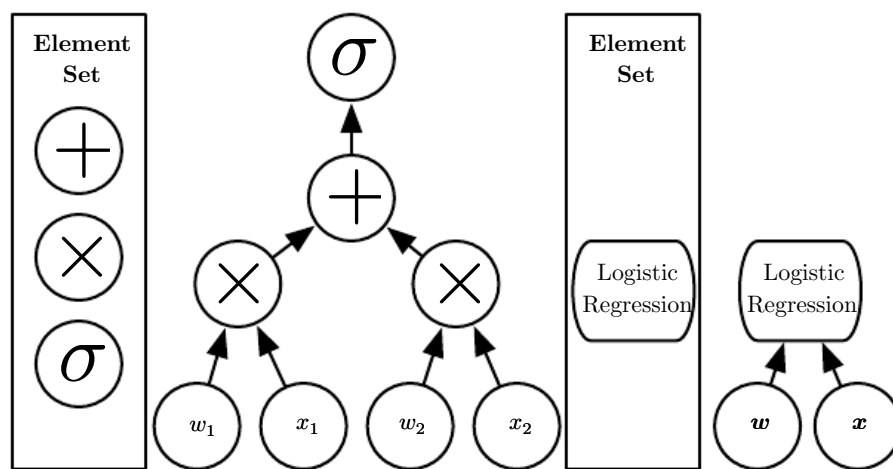 Element
Set
+
×
σ
σ
+
×
×
w₁
x₁
w₂
x₂
Element
Set
Logistic
Regression
Logistic
Regression
w
x